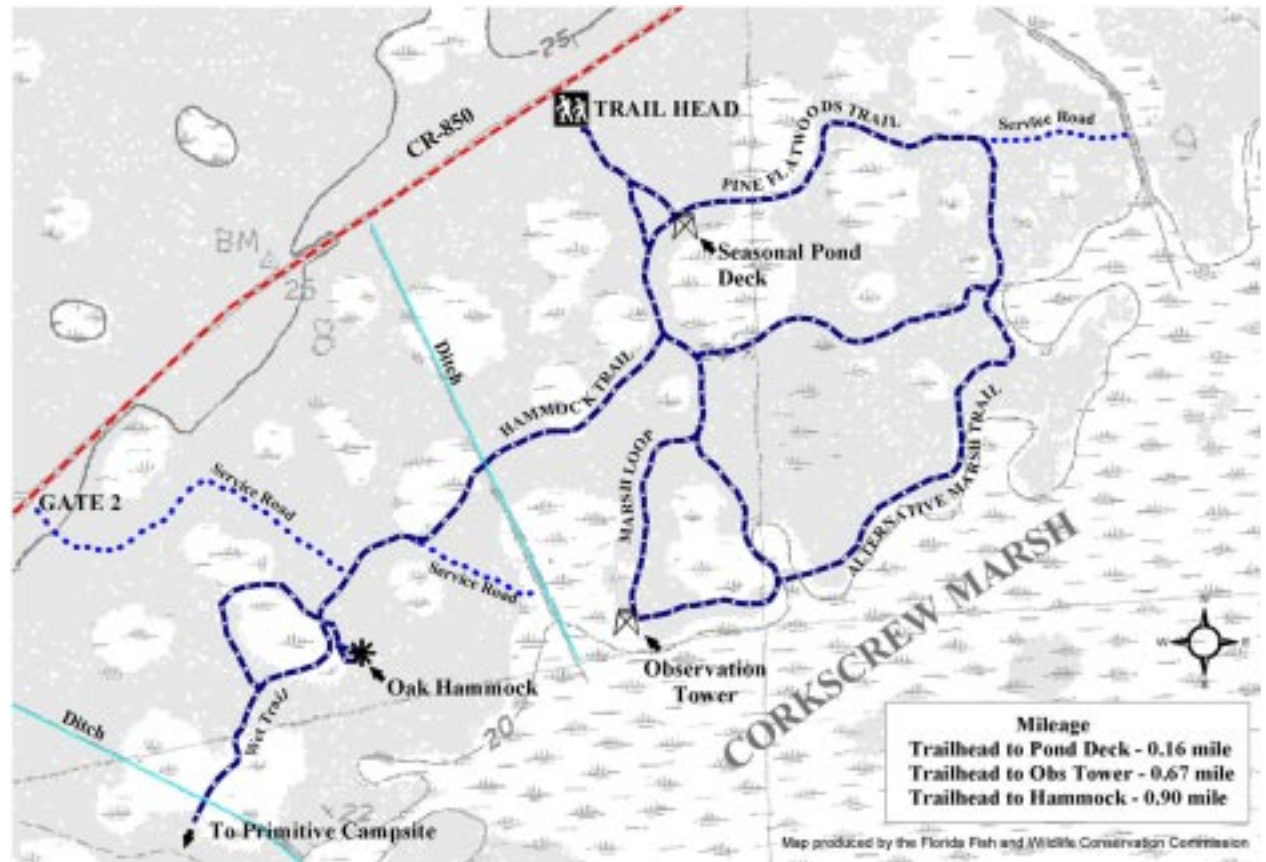 25
TRAIL HEAD
CR-850
PINE FLATWOODS TRAIL
Service Road
BM
Seasonal Pond
Deck
25
Ditch
HAMMOCK TRAIL
MARSH LOOP
ALTERNATIVE MARSH TRAIL
GATE 2
Service Road
Service Road
CORKSCREW MARSH
W
E
Observation
Tower
Oak Hammock
Wet Trail
Ditch
20
22
To Primitive Campsite
Mileage
Trailhead to Pond Deck - 0.16 mile
Trailhead to Obs Tower - 0.67 mile
Trailhead to Hammock - 0.90 mile
Map produced by the Florida Fish and Wildlife Conservation Commission